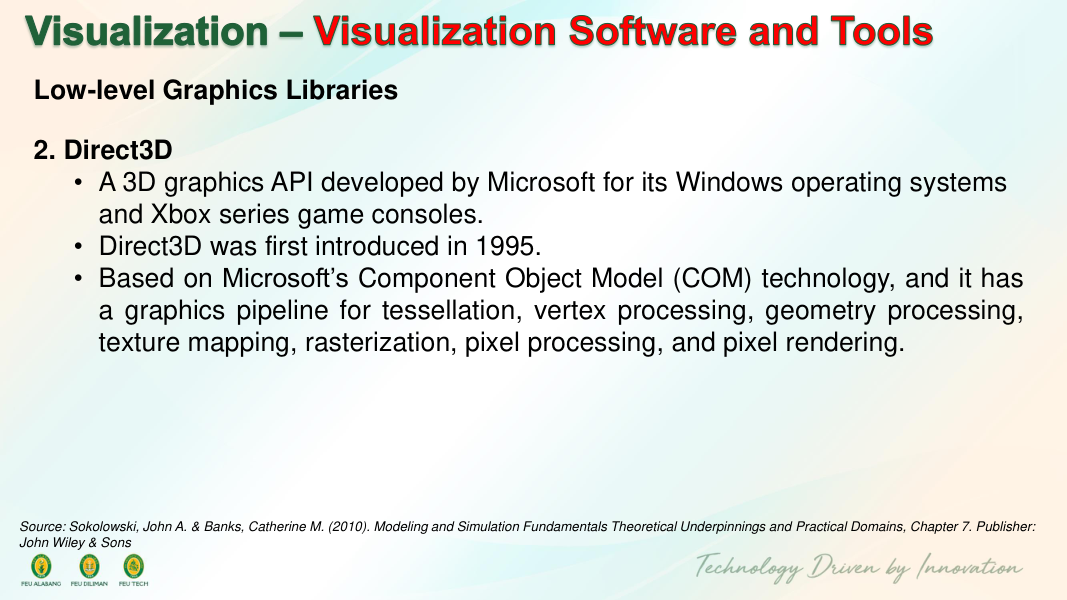 Visualization – Visualization Software and Tools
Low-level Graphics Libraries
2. Direct3D
• A 3D graphics API developed by Microsoft for its Windows operating systems
and Xbox series game consoles.
• Direct3D was first introduced in 1995.
• Based on Microsoft’s Component Object Model (COM) technology, and it has
a graphics pipeline for tessellation, vertex processing, geometry processing,
texture mapping, rasterization, pixel processing, and pixel rendering.
Source: Sokolowski, John A. & Banks, Catherine M. (2010). Modeling and Simulation Fundamentals Theoretical Underpinnings and Practical Domains, Chapter 7. Publisher:
John Wiley & Sons
FEU ALABANG FEU DILIMAN FEU TECH
Technology Driven by Innovation